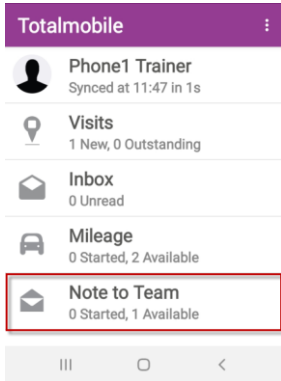 Totalmobile
Phone1 Trainer
Synced at 11:47 in 1s
Visits
1 New, 0 Outstanding
Inbox
0 Unread
Mileage
0 Started, 2 Available
Note to Team
0 Started, 1 Available